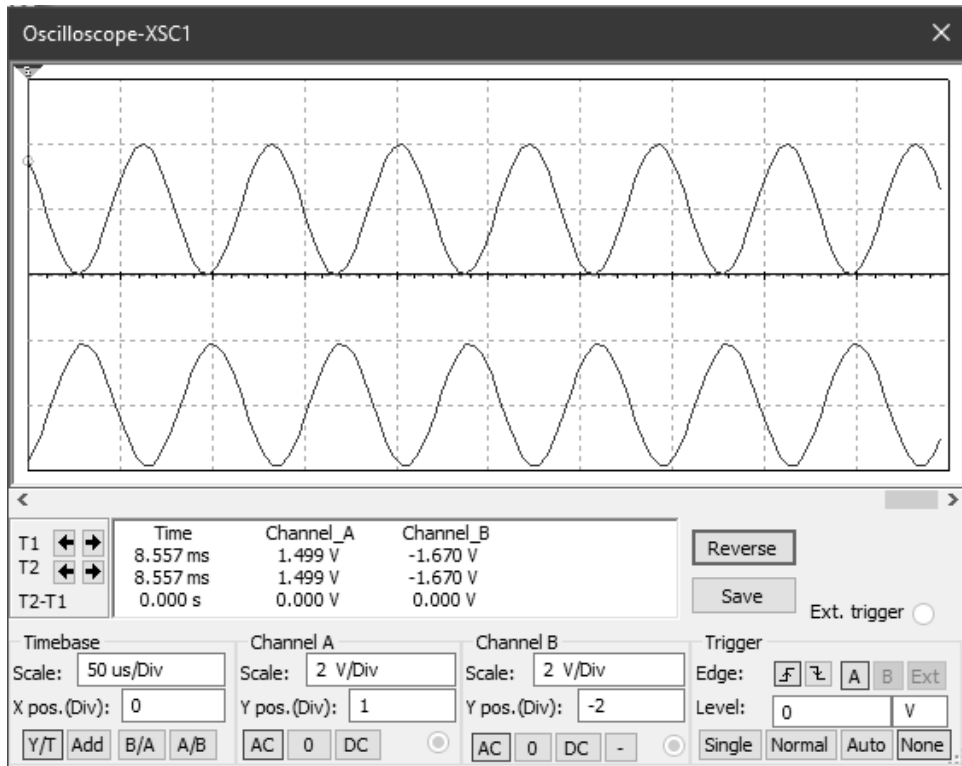 Oscilloscope-XSC1
Time Channel_A Channel_B
T1 8.557 ms 1.499 V -1.670 V
T2 8.557 ms 1.499 V -1.670 V
T2-T1 0.000 s 0.000 V 0.000 V
Reverse
Save
Ext. trigger
Timebase
Scale: 50 us/Div
X pos.(Div): 0
Y/T Add B/A A/B
Channel A
Scale: 2 V/Div
Y pos.(Div): 1
AC 0 DC
Channel B
Scale: 2 V/Div
Y pos.(Div): -2
AC 0 DC -
Trigger
Edge: A B Ext
Level: 0 V
Single Normal Auto None